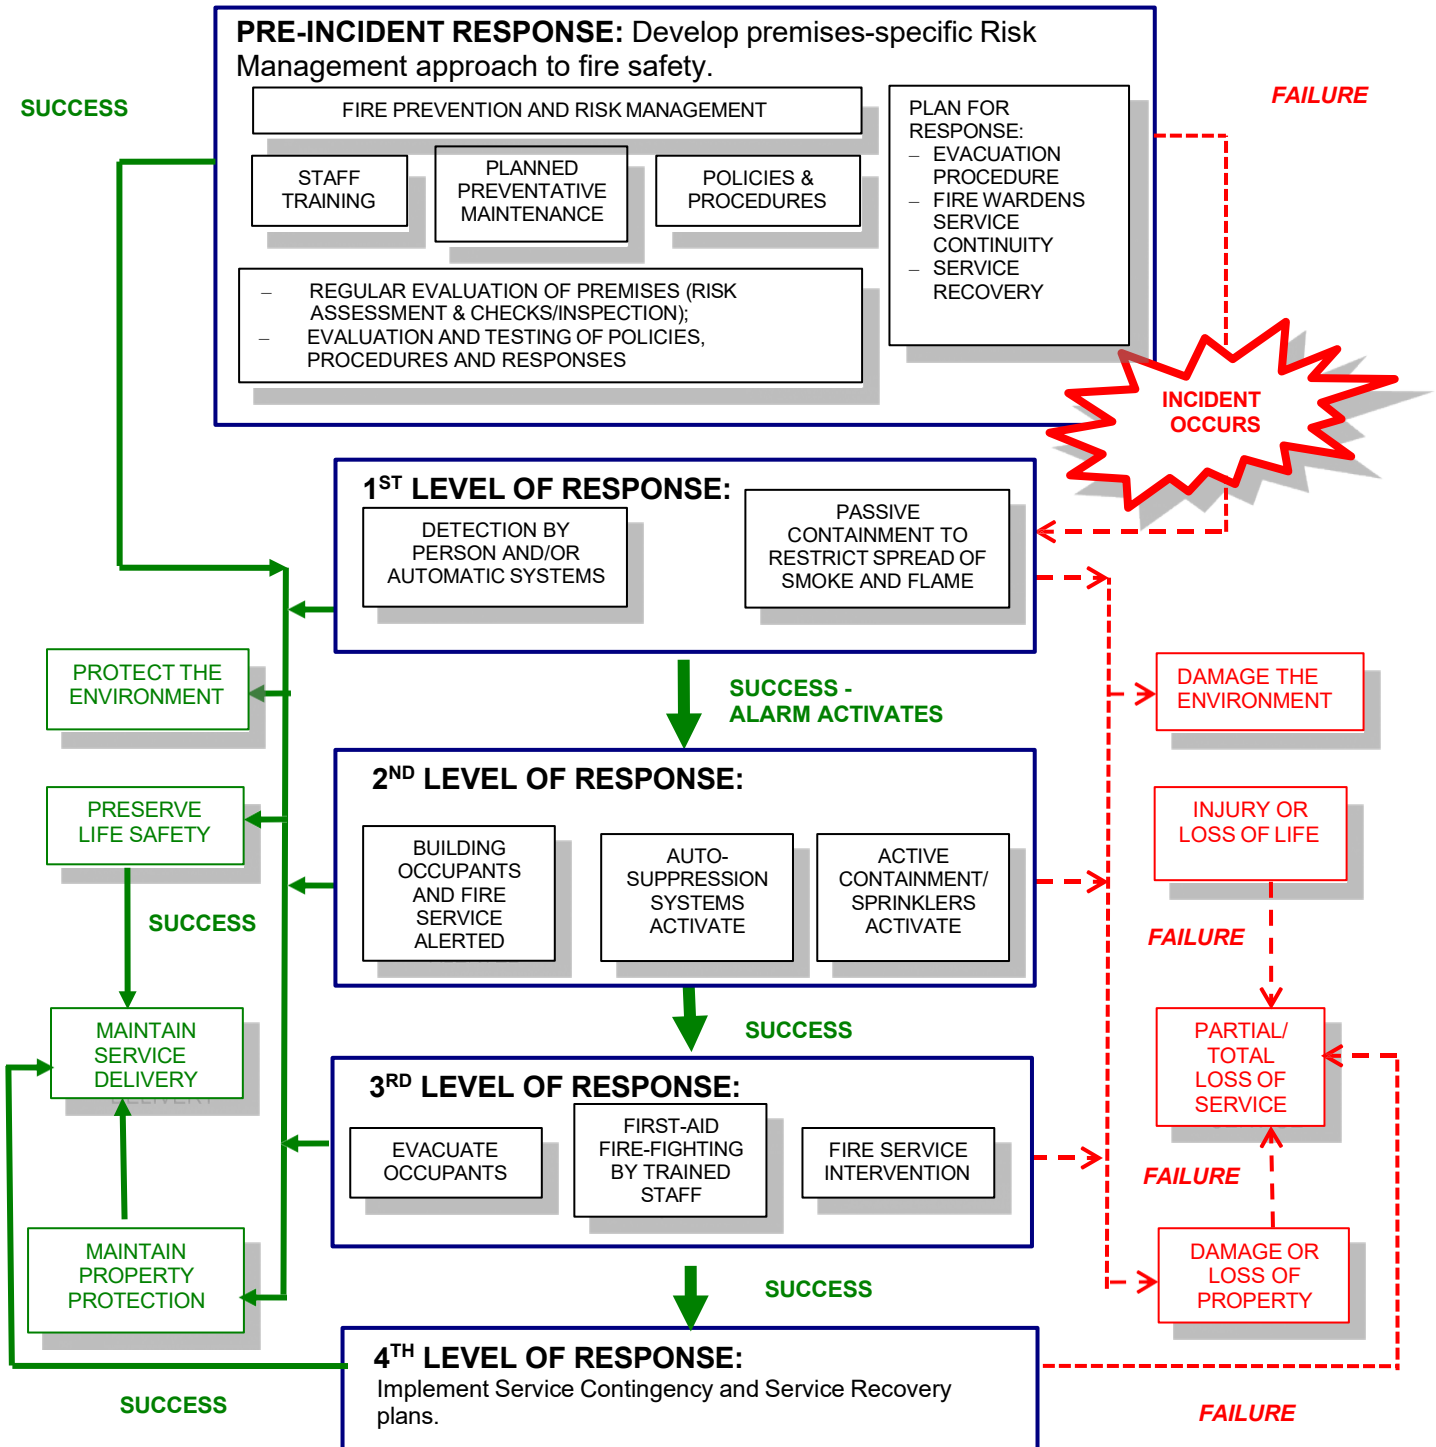 PRE-INCIDENT RESPONSE: Develop premises-specific Risk
Management approach to fire safety.
SUCCESS
FAILURE
FIRE PREVENTION AND RISK MANAGEMENT
STAFF
TRAINING
PLANNED
PREVENTATIVE
MAINTENANCE
POLICIES &
PROCEDURES
PLAN FOR
RESPONSE:
– EVACUATION
PROCEDURE
– FIRE WARDENS
SERVICE
CONTINUITY
– SERVICE
RECOVERY
– REGULAR EVALUATION OF PREMISES (RISK
ASSESSMENT & CHECKS/INSPECTION);
– EVALUATION AND TESTING OF POLICIES,
PROCEDURES AND RESPONSES
INCIDENT
OCCURS
1ST LEVEL OF RESPONSE:
DETECTION BY
PERSON AND/OR
AUTOMATIC SYSTEMS
PASSIVE
CONTAINMENT TO
RESTRICT SPREAD OF
SMOKE AND FLAME
PROTECT THE
ENVIRONMENT
SUCCESS -
ALARM ACTIVATES
DAMAGE THE
ENVIRONMENT
2ND LEVEL OF RESPONSE:
PRESERVE
LIFE SAFETY
BUILDING
OCCUPANTS
AND FIRE
SERVICE
ALERTED
AUTO-
SUPPRESSION
SYSTEMS
ACTIVATE
ACTIVE
CONTAINMENT/
SPRINKLERS
ACTIVATE
INJURY OR
LOSS OF LIFE
SUCCESS
FAILURE
MAINTAIN
SERVICE
DELIVERY
SUCCESS
PARTIAL/
TOTAL
LOSS OF
SERVICE
3RD LEVEL OF RESPONSE:
EVACUATE
OCCUPANTS
FIRST-AID
FIRE-FIGHTING
BY TRAINED
STAFF
FIRE SERVICE
INTERVENTION
FAILURE
MAINTAIN
PROPERTY
PROTECTION
SUCCESS
DAMAGE OR
LOSS OF
PROPERTY
4TH LEVEL OF RESPONSE:
Implement Service Contingency and Service Recovery
plans.
SUCCESS
FAILURE